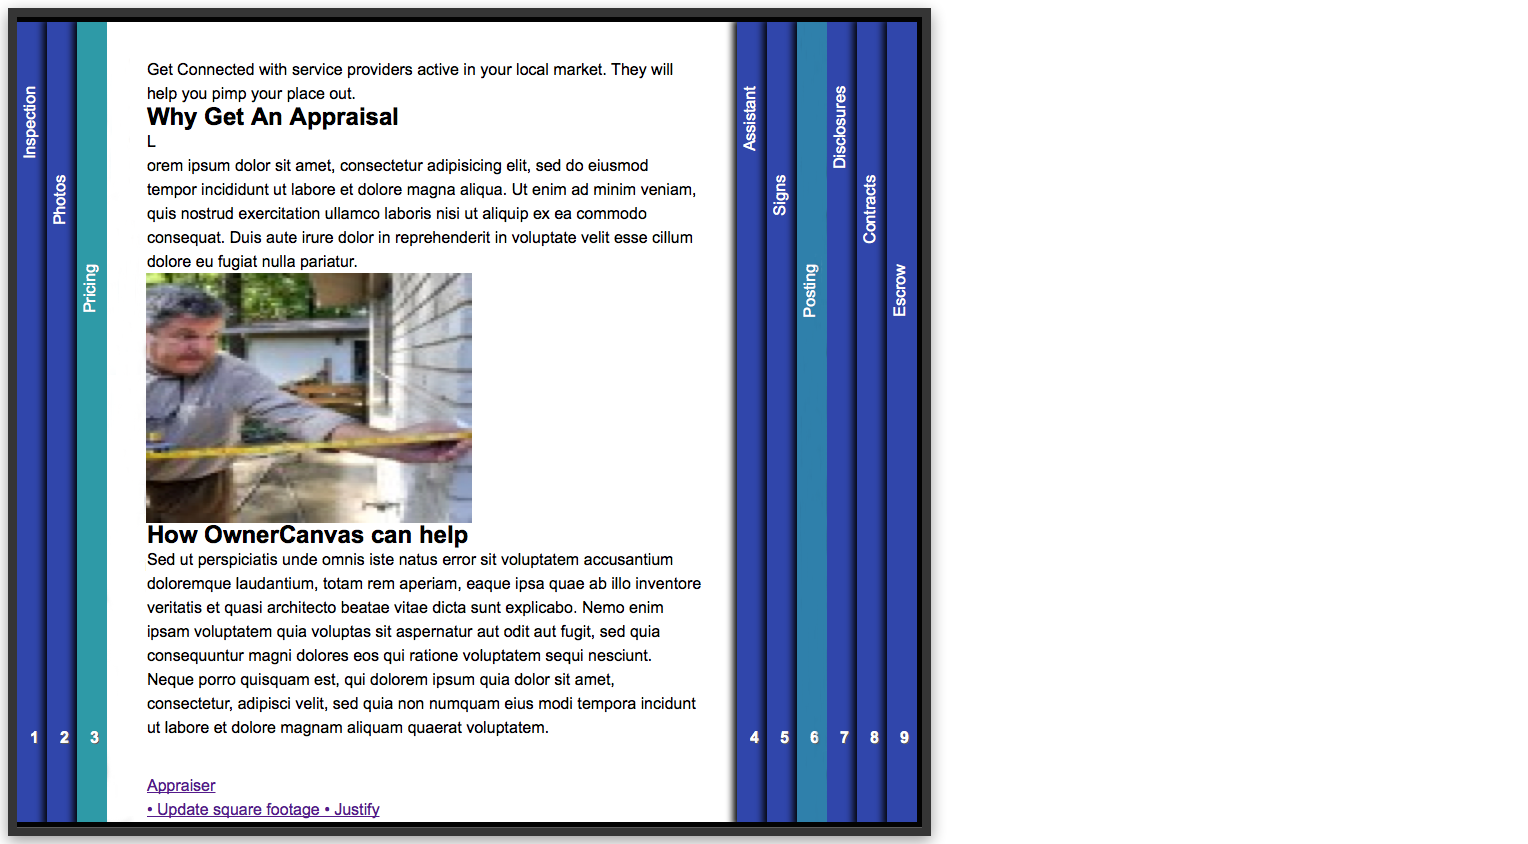 Inspection
1
Photos
2
Pricing
3
Get Connected with service providers active in your local market. They will
help you pimp your place out.
Why Get An Appraisal
L
orem ipsum dolor sit amet, consectetur adipisicing elit, sed do eiusmod
tempor incididunt ut labore et dolore magna aliqua. Ut enim ad minim veniam,
quis nostrud exercitation ullamco laboris nisi ut aliquip ex ea commodo
consequat. Duis aute irure dolor in reprehenderit in voluptate velit esse cillum
dolore eu fugiat nulla pariatur.
How OwnerCanvas can help
Sed ut perspiciatis unde omnis iste natus error sit voluptatem accusantium
doloremque laudantium, totam rem aperiam, eaque ipsa quae ab illo inventore
veritatis et quasi architecto beatae vitae dicta sunt explicabo. Nemo enim
ipsam voluptatem quia voluptas sit aspernatur aut odit aut fugit, sed quia
consequuntur magni dolores eos qui ratione voluptatem sequi nesciunt.
Neque porro quisquam est, qui dolorem ipsum quia dolor sit amet,
consectetur, adipisci velit, sed quia non numquam eius modi tempora incidunt
ut labore et dolore magnam aliquam quaerat voluptatem.
Appraiser
• Update square footage • Justify
Assistant
4
Signs
5
Posting
6
Disclosures
7
Contracts
8
Escrow
9